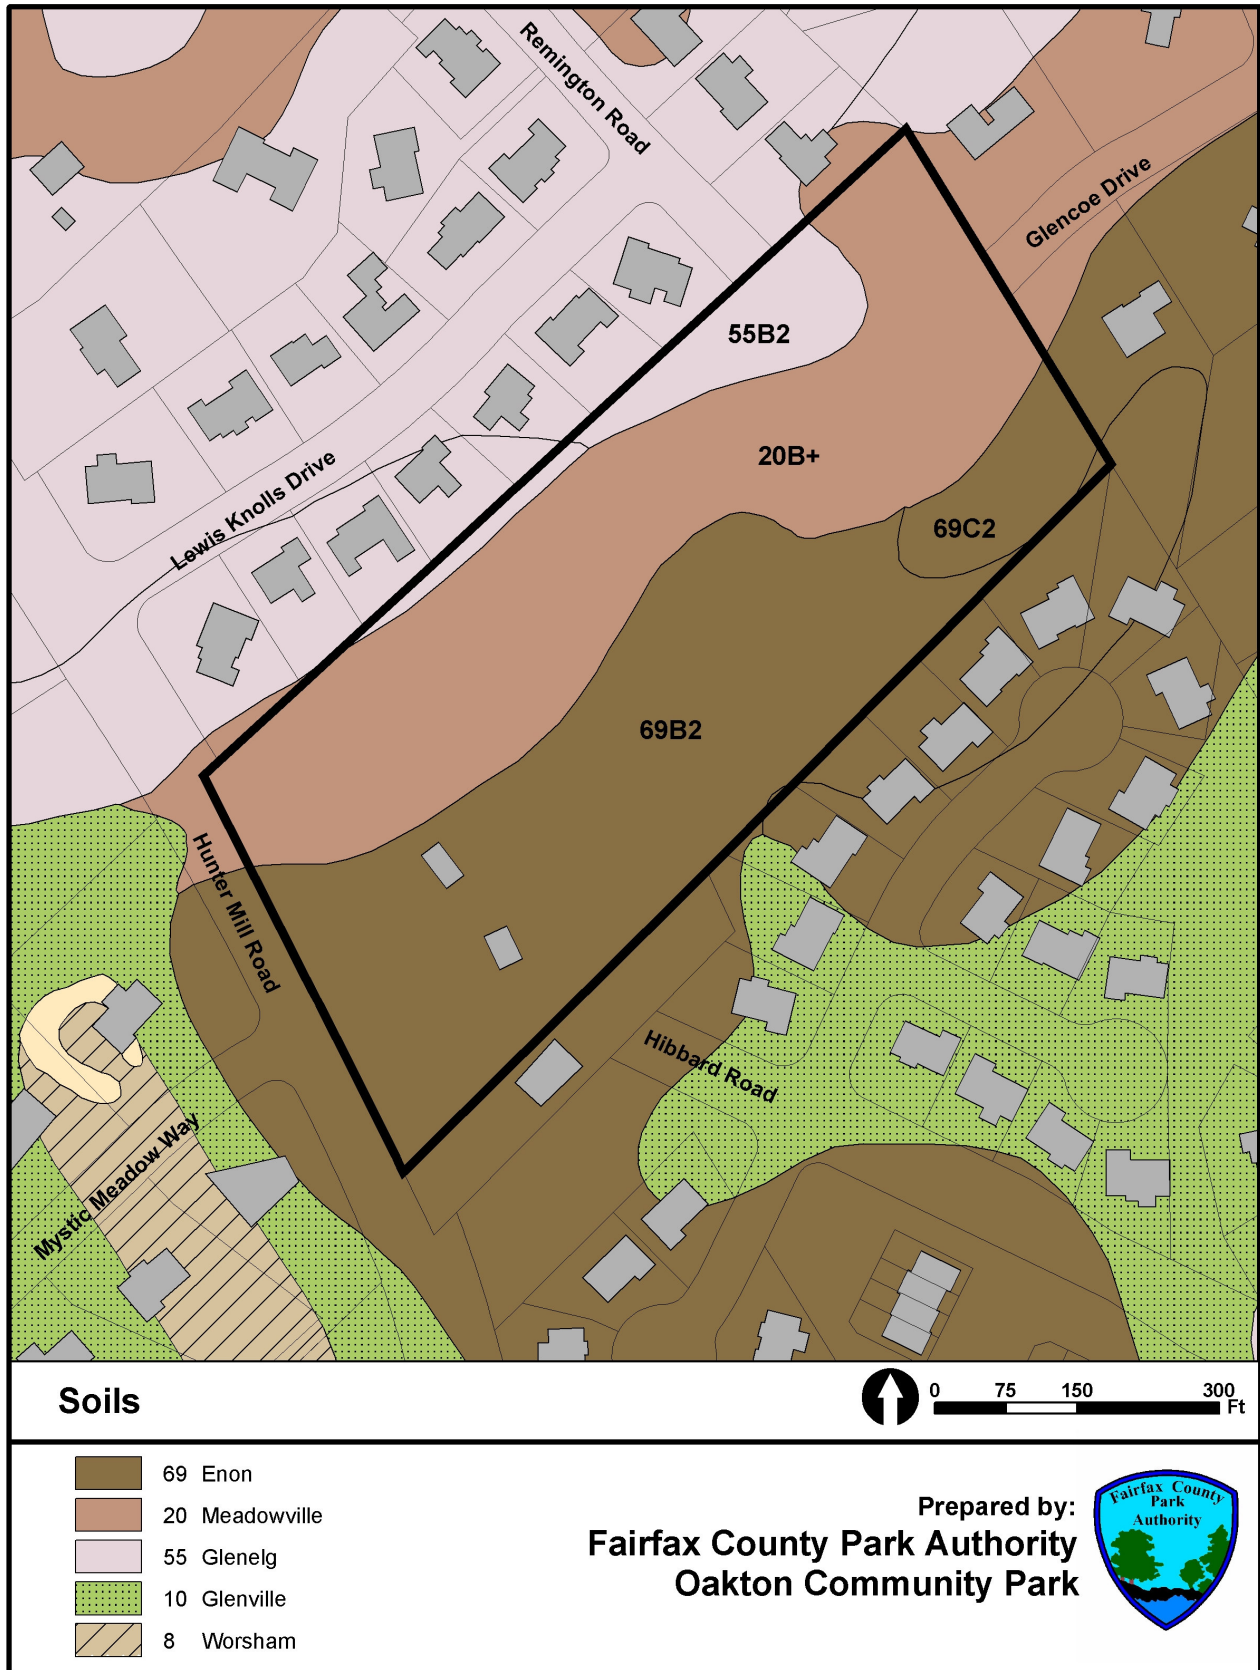 Remington Road
Glencoe Drive
55B2
20B+
Lewis Knolls Drive
69C2
69B2
Hunter Mill Road
Hibbard Road
Mystic Meadow Way
Soils
0 75 150 300
Ft
69 Enon
20 Meadowville
55 Glenelg
10 Glenville
8 Worsham
Prepared by:
Fairfax County Park Authority
Oakton Community Park
Fairfax County
Park
Authority